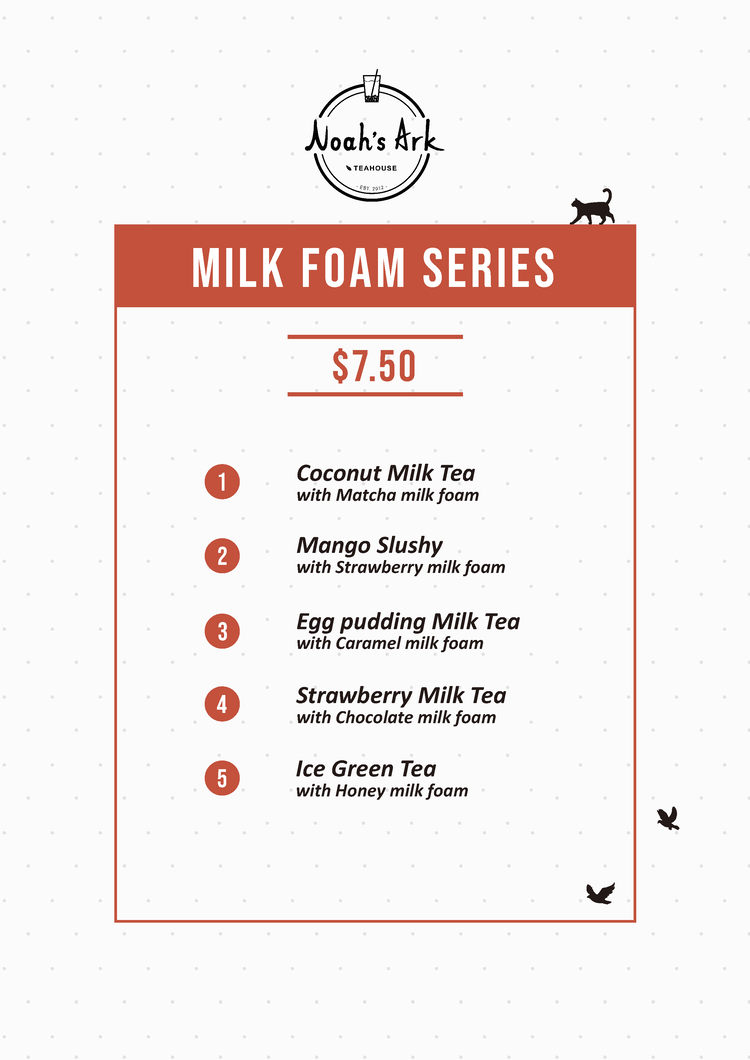 Noah's Ark
TEAHOUSE
- EST. 2012 -
MILK FOAM SERIES
$7.50
1
Coconut Milk Tea
with Matcha milk foam
2
Mango Slushy
with Strawberry milk foam
3
Egg pudding Milk Tea
with Caramel milk foam
4
Strawberry Milk Tea
with Chocolate milk foam
5
Ice Green Tea
with Honey milk foam